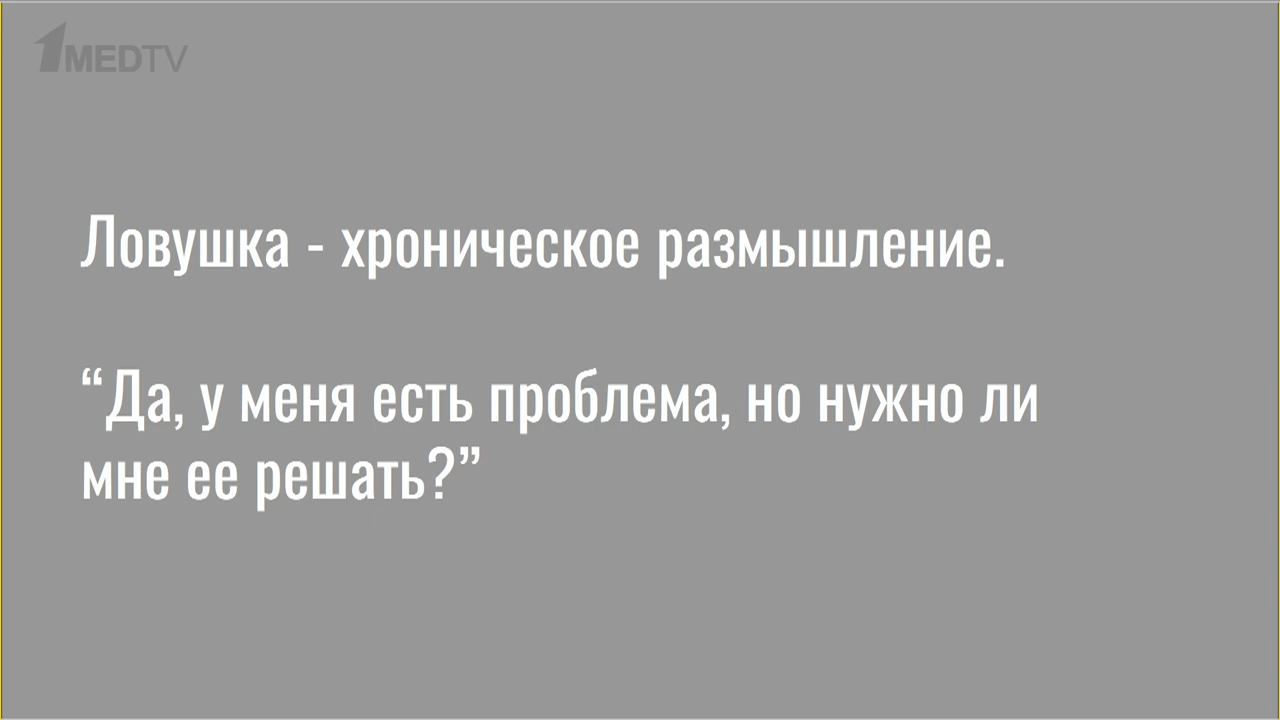 1MEDTV
Ловушка - хроническое размышление.
“Да, у меня есть проблема, но нужно ли
мне ее решать?”